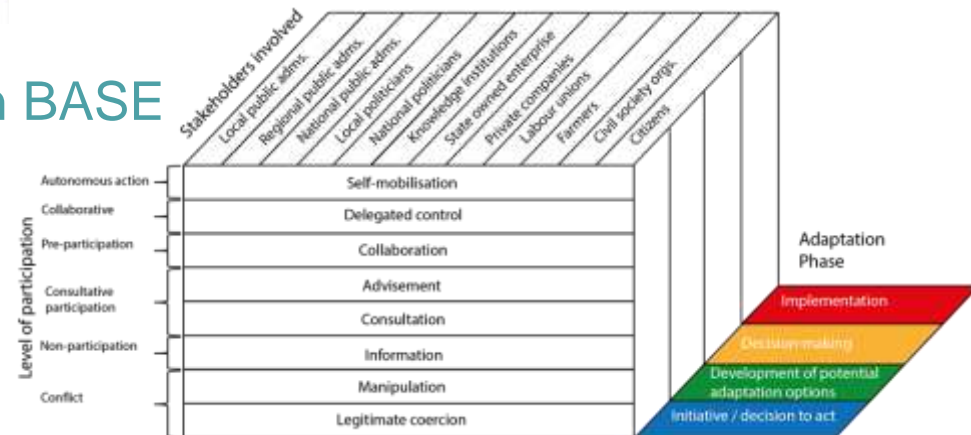 n BASE
Stakeholders involved
Local public adms.
Regional public adms.
National public adms.
Local politicians
National politicians
Knowledge institutions
State owned enterprise
Private companies
Labour unions
Farmers
Civil society orgs.
Citizens
Level of participation
Autonomous action
Collaborative
Pre-participation
Consultative
participation
Non-participation
Conflict
Self-mobilisation
Delegated control
Collaboration
Advisement
Consultation
Information
Manipulation
Legitimate coercion
Adaptation
Phase
Implementation
Decision-making
Development of potential
adaptation options
Initiative / decision to act